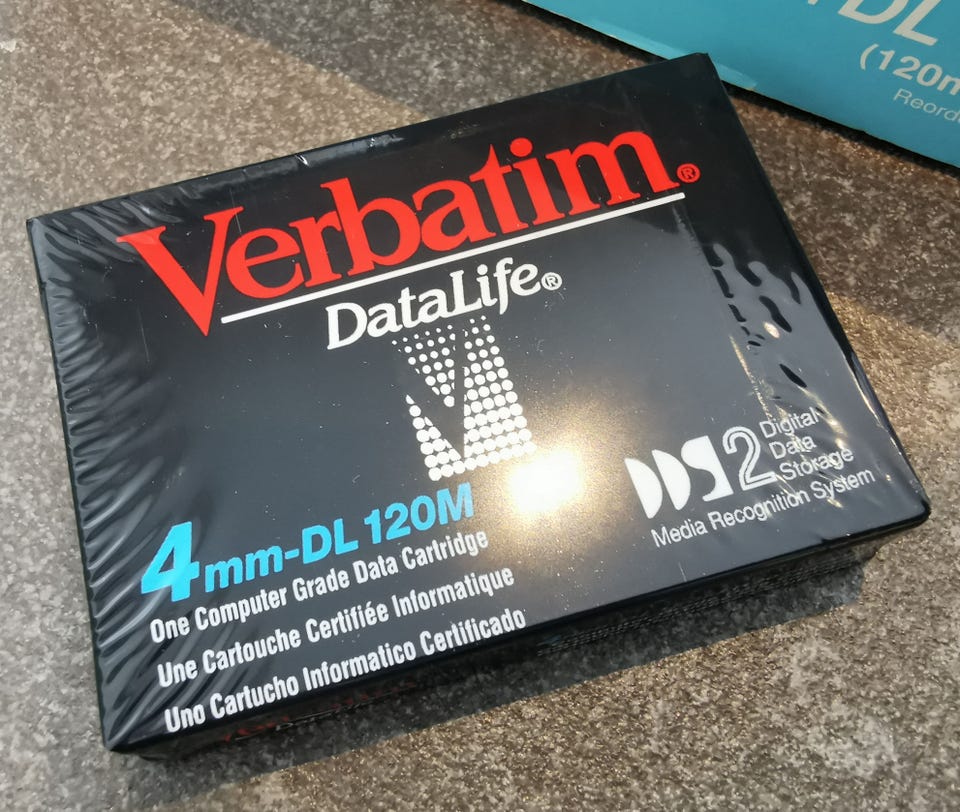 Verbatim®
DataLife®
DDS2 Digital
Data
Storage
Media Recognition System
4mm-DL 120M
One Computer Grade Data Cartridge
Une Cartouche Certifiée Informatique
Uno Cartucho Informatico Certificado
DL
(120m
Reord